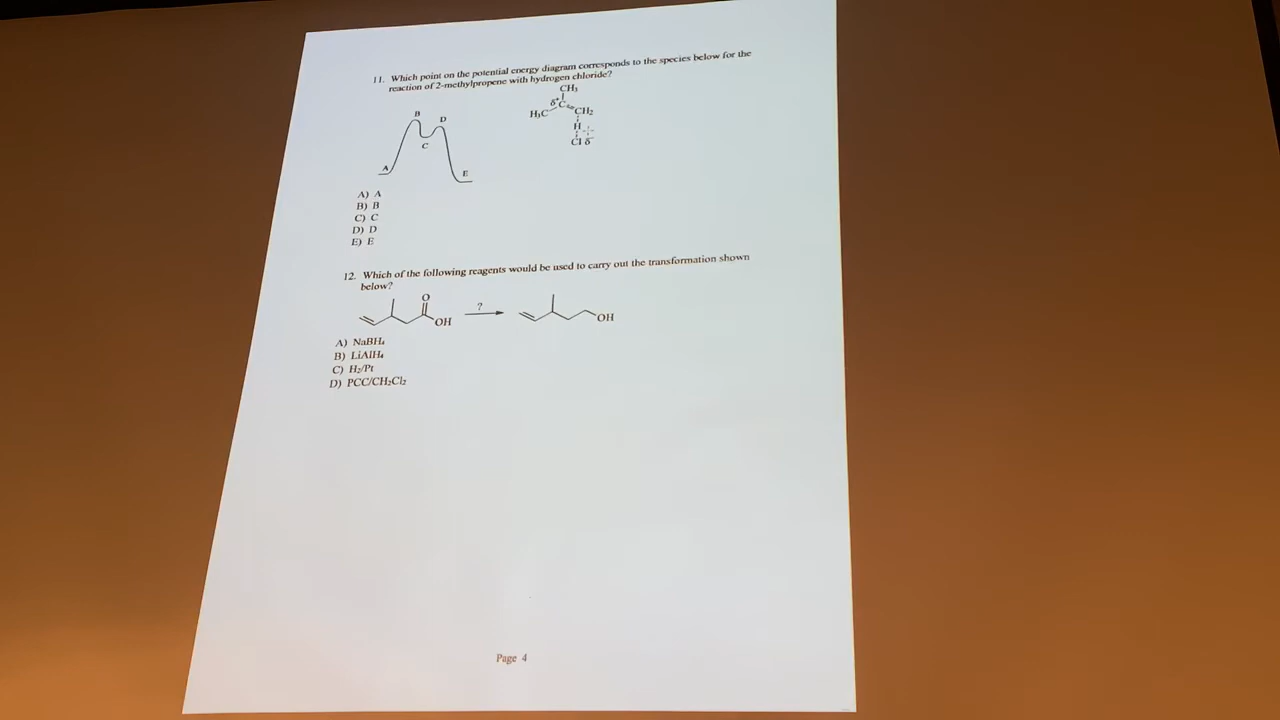 11. Which point on the potential energy diagram corresponds to the species below for the
reaction of 2-methylpropene with hydrogen chloride?
CH₃
δ⁺
C
H₃C
CH₂
H
Cl δ⁻
B
D
C
A
E
A) A
B) B
C) C
D) D
E) E
12. Which of the following reagents would be used to carry out the transformation shown
below?
O
OH
?
OH
A) NaBH₄
B) LiAlH₄
C) H₂/Pt
D) PCC/CH₂Cl₂
Page 4